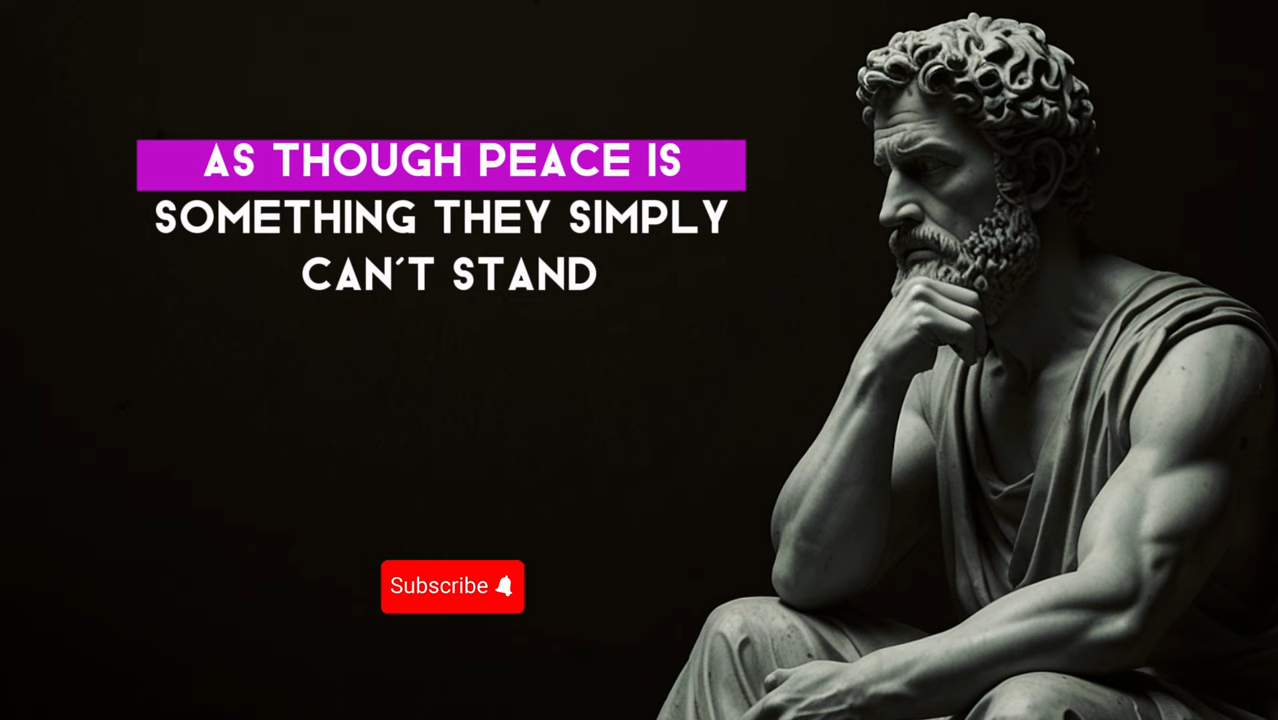 AS THOUGH PEACE IS
SOMETHING THEY SIMPLY
CAN´T STAND
Subscribe